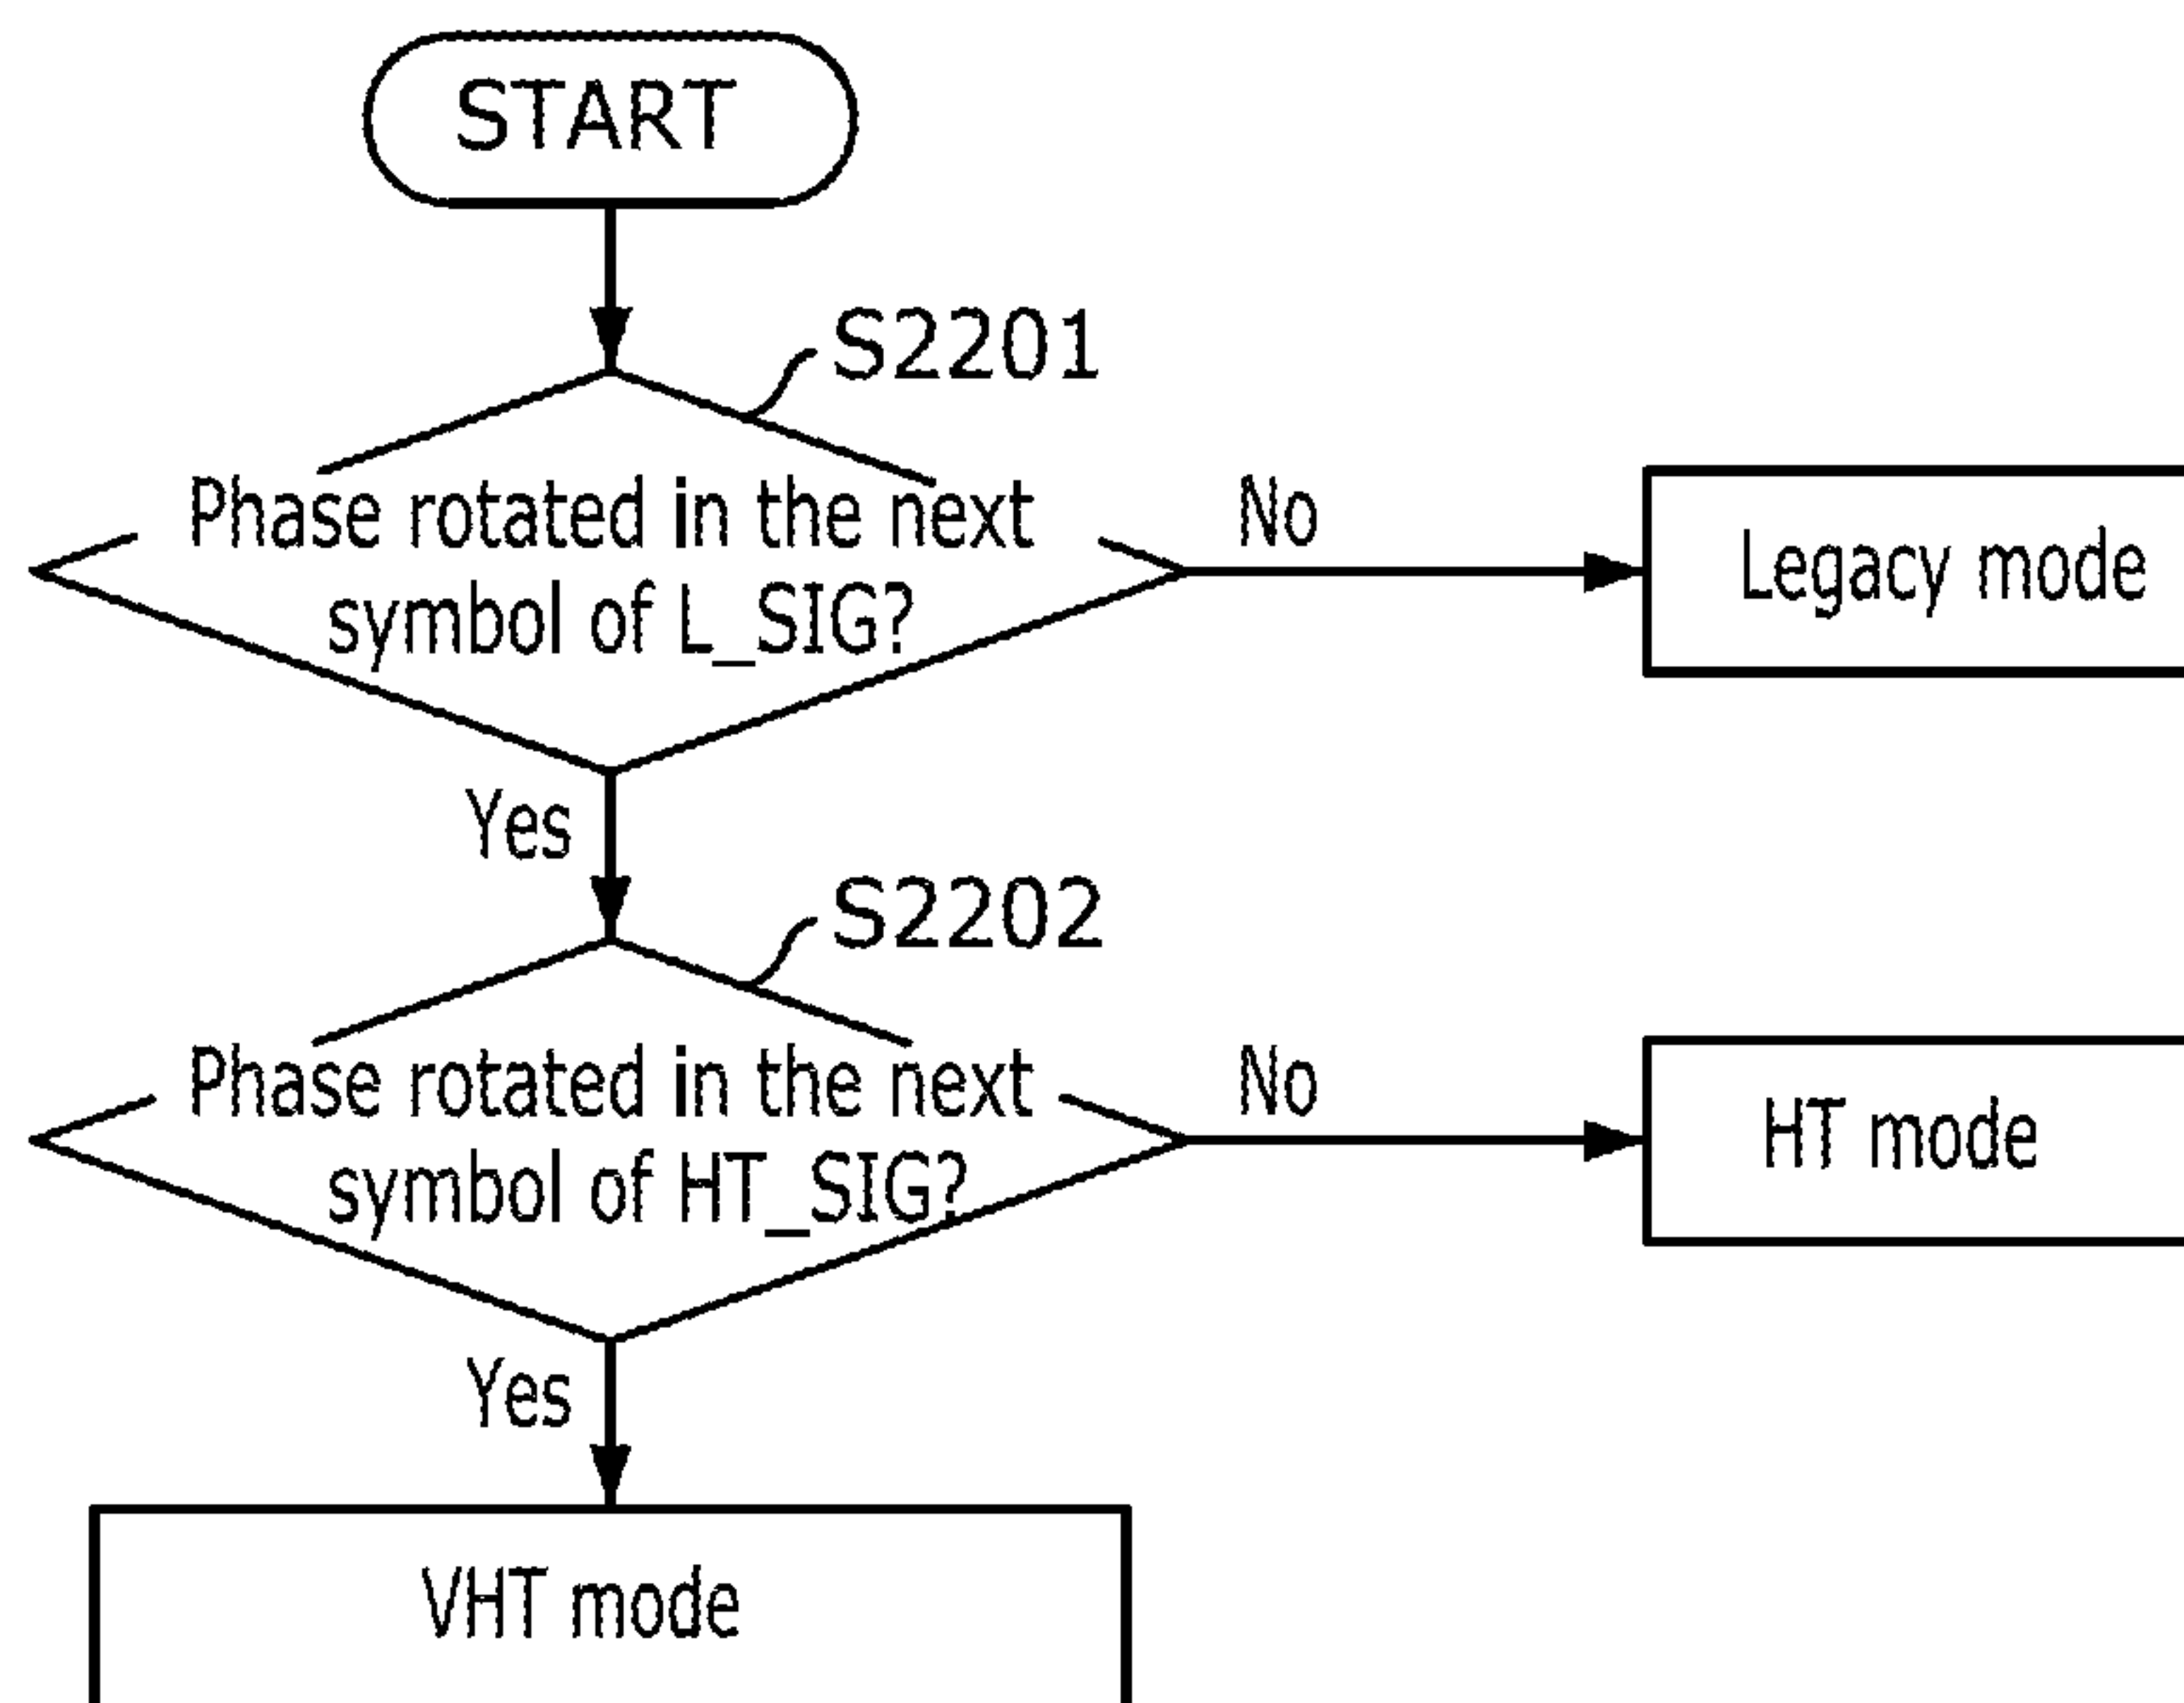 START
S2201
Phase rotated in the next
symbol of L_SIG?
No
Legacy mode
Yes
S2202
Phase rotated in the next
symbol of HT_SIG?
No
HT mode
Yes
VHT mode